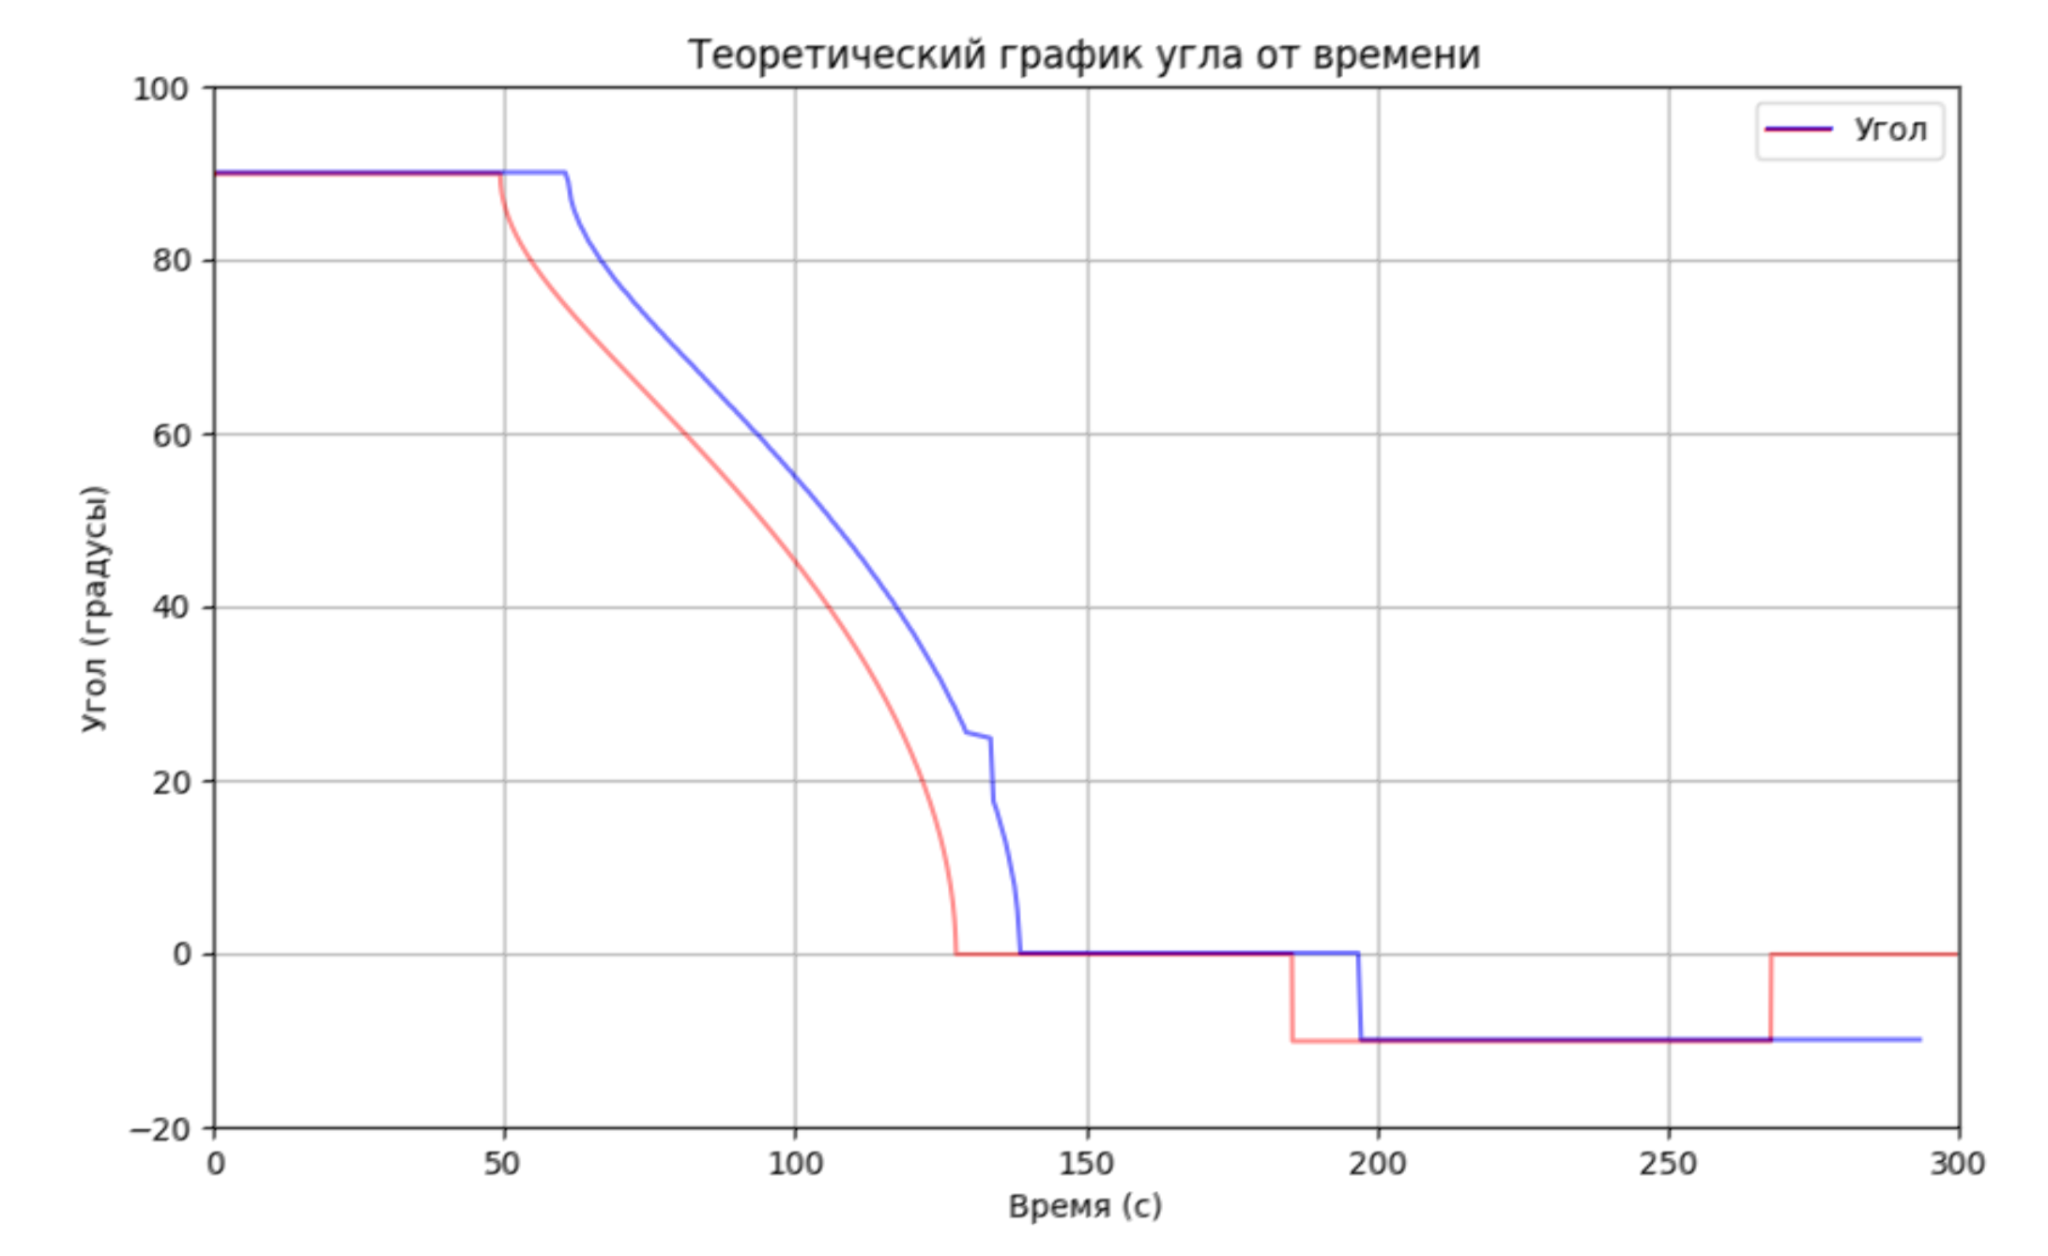 Теоретический график угла от времени
100
80
60
40
20
0
−20
0 50 100 150 200 250 300
Угол (градусы)
Время (с)
Угол